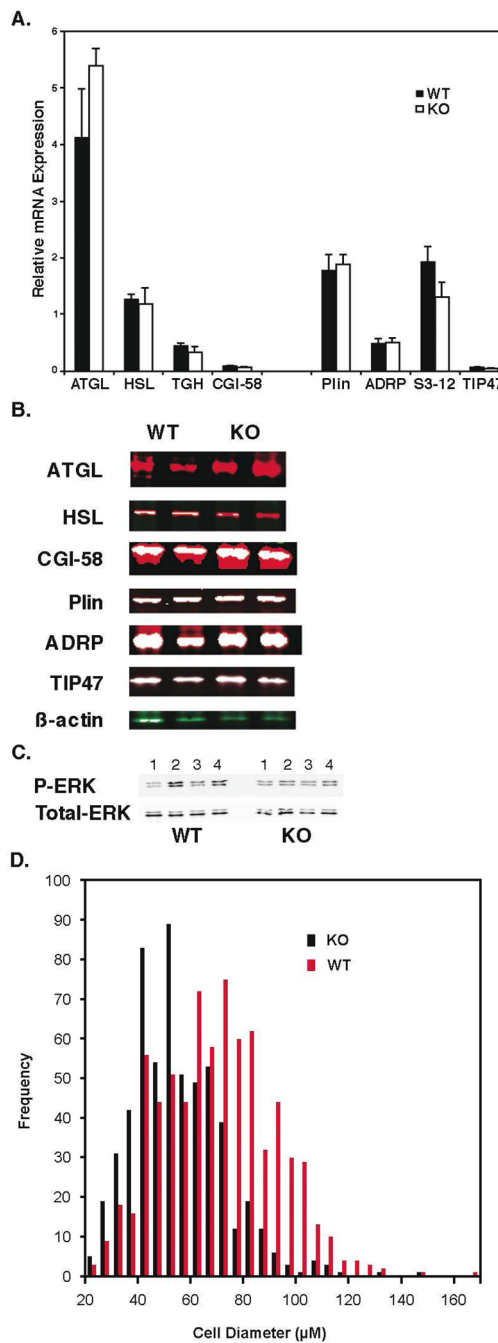 A.
6
5
4
3
2
1
0
Relative mRNA Expression
WT
KO
ATGL HSL TGH CGI-58 Plin ADRP S3-12 TIP47
B.
WT KO
ATGL
HSL
CGI-58
Plin
ADRP
TIP47
ß-actin
C.
1 2 3 4 1 2 3 4
P-ERK
Total-ERK
WT KO
D.
100
90
80
70
60
50
40
30
20
10
0
Frequency
KO
WT
20 40 60 80 100 120 140 160
Cell Diameter (µM)